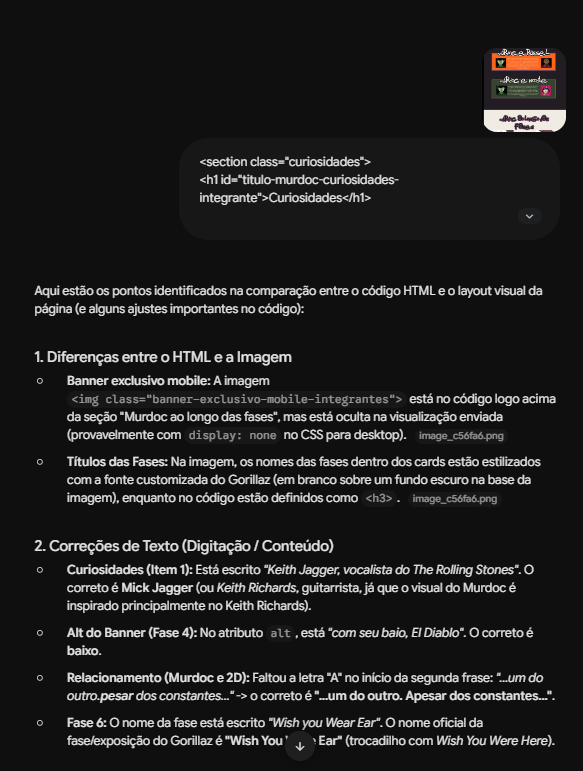 <section class="curiosidades">
<h1 id="titulo-murdoc-curiosidades-
integrante">Curiosidades</h1>
Aqui estão os pontos identificados na comparação entre o código HTML e o layout visual da
página (e alguns ajustes importantes no código):
1. Diferenças entre o HTML e a Imagem
Banner exclusivo mobile: A imagem
<img class="banner-exclusivo-mobile-integrantes"> está no código logo acima
da seção "Murdoc ao longo das fases", mas está oculta na visualização enviada
(provavelmente com display: none no CSS para desktop). image_c56fa6.png
Títulos das Fases: Na imagem, os nomes das fases dentro dos cards estão estilizados
com a fonte customizada do Gorillaz (em branco sobre um fundo escuro na base da
imagem), enquanto no código estão definidos como <h3>. image_c56fa6.png
2. Correções de Texto (Digitação / Conteúdo)
Curiosidades (Item 1): Está escrito "Keith Jagger, vocalista do The Rolling Stones". O
correto é Mick Jagger (ou Keith Richards, guitarrista, já que o visual do Murdoc é
inspirado principalmente no Keith Richards).
Alt do Banner (Fase 4): No atributo alt, está "com seu baio, El Diablo". O correto é
baixo.
Relacionamento (Murdoc e 2D): Faltou a letra "A" no início da segunda frase: "...um do
outro.pesar dos constantes..." -> o correto é "...um do outro. Apesar dos constantes...".
Fase 6: O nome da fase está escrito "Wish you Wear Ear". O nome oficial da
fase/exposição do Gorillaz é "Wish You Ear" (trocadilho com Wish You Were Here).